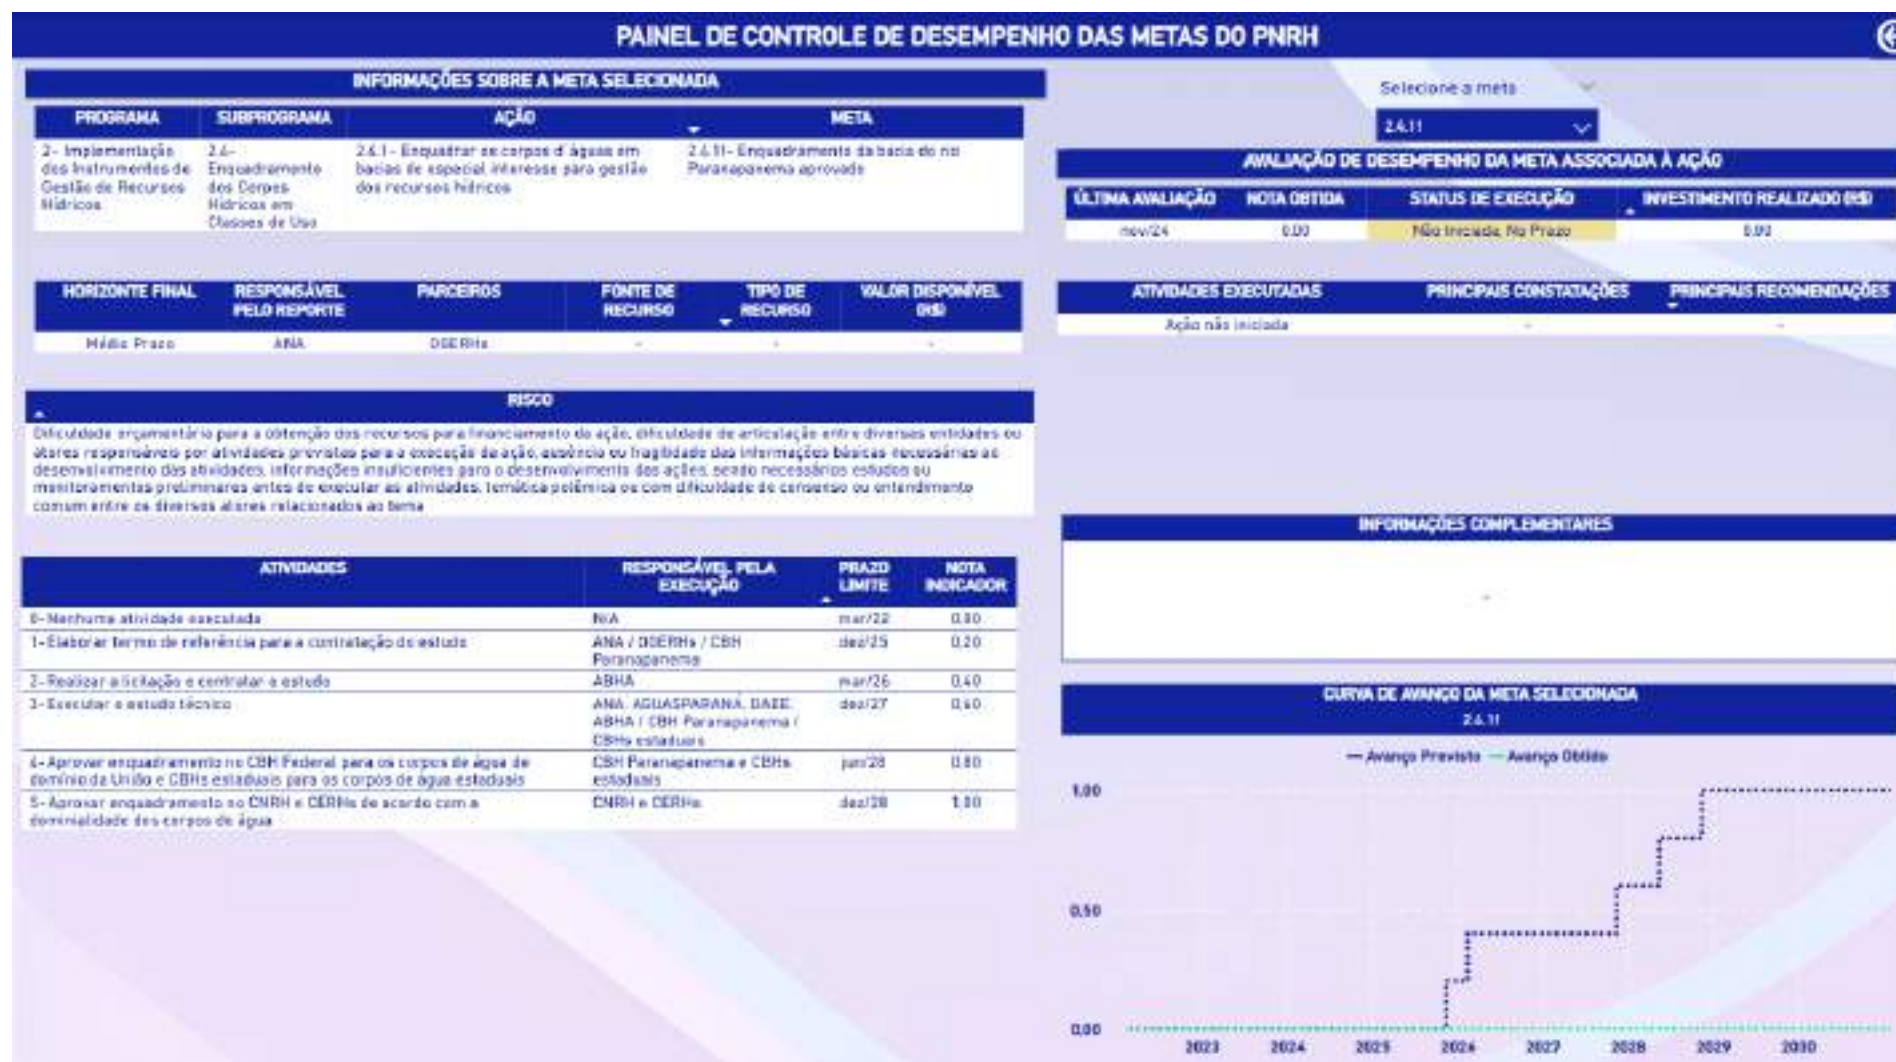 PAINEL DE CONTROLE DE DESEMPENHO DAS METAS DO PNRH
INFORMAÇÕES SOBRE A META SELECIONADA
PROGRAMA SUBPROGRAMA AÇÃO META
2- Implementação dos Instrumentos de Gestão de Recursos Hídricos
2.4- Enquadramento dos Corpos Hídricos em Classes de Uso
2.4.1- Enquadrar os corpos d´águas em bacias de especial interesse para gestão dos recursos hídricos
2.4.11- Enquadramento da bacia do rio Paranapanema aprovado
HORIZONTE FINAL RESPONSÁVEL PELO REPORTE PARCEIROS FONTE DE RECURSO TIPO DE RECURSO VALOR DISPONÍVEL (R$)
Médio Prazo ANA OGERHs - - -
RISCO
Dificuldade orçamentária para a obtenção dos recursos para financiamento da ação, dificuldade de articulação entre diversas entidades ou
atores responsáveis por atividades previstas para a execução da ação, ausência ou fragilidade das informações básicas necessárias ao
desenvolvimento das atividades, informações insuficientes para o desenvolvimento das ações, sendo necessários estudos ou
monitoramentos preliminares antes de executar as atividades, temática polêmica ou com dificuldade de consenso ou entendimento
comum entre os diversos atores relacionados ao tema
ATIVIDADES RESPONSÁVEL PELA EXECUÇÃO PRAZO LIMITE NOTA INDICADOR
0- Nenhuma atividade executada N/A mar/22 0,00
1- Elaborar termo de referência para a contratação do estudo ANA / OGERHs / CBH Paranapanema dez/25 0,20
2- Realizar a licitação e contratar o estudo ABHA mar/26 0,40
3- Executar o estudo técnico ANA, AGUASPARANÁ, DAEE, ABHA / CBH Paranapanema / CBHs estaduais dez/27 0,60
4- Aprovar enquadramento no CBH Federal para os corpos de água de domínio da União e CBHs estaduais para os corpos de água estaduais CBH Paranapanema e CBHs estaduais jun/28 0,80
5- Aprovar enquadramento no CNRH e CERHs de acordo com a dominialidade dos corpos de água CNRH e CERHs dez/28 1,00
Selecione a meta
2.4.11
AVALIAÇÃO DE DESEMPENHO DA META ASSOCIADA À AÇÃO
ÚLTIMA AVALIAÇÃO NOTA OBTIDA STATUS DE EXECUÇÃO INVESTIMENTO REALIZADO (R$)
nov/24 0,00 Não Iniciada, No Prazo 0,00
ATIVIDADES EXECUTADAS PRINCIPAIS CONSTATAÇÕES PRINCIPAIS RECOMENDAÇÕES
Ação não iniciada - -
INFORMAÇÕES COMPLEMENTARES
-
CURVA DE AVANÇO DA META SELECIONADA
2.4.11
Avanço Previsto Avanço Obtido
1,00
0,50
0,00
2023 2024 2025 2026 2027 2028 2029 2030